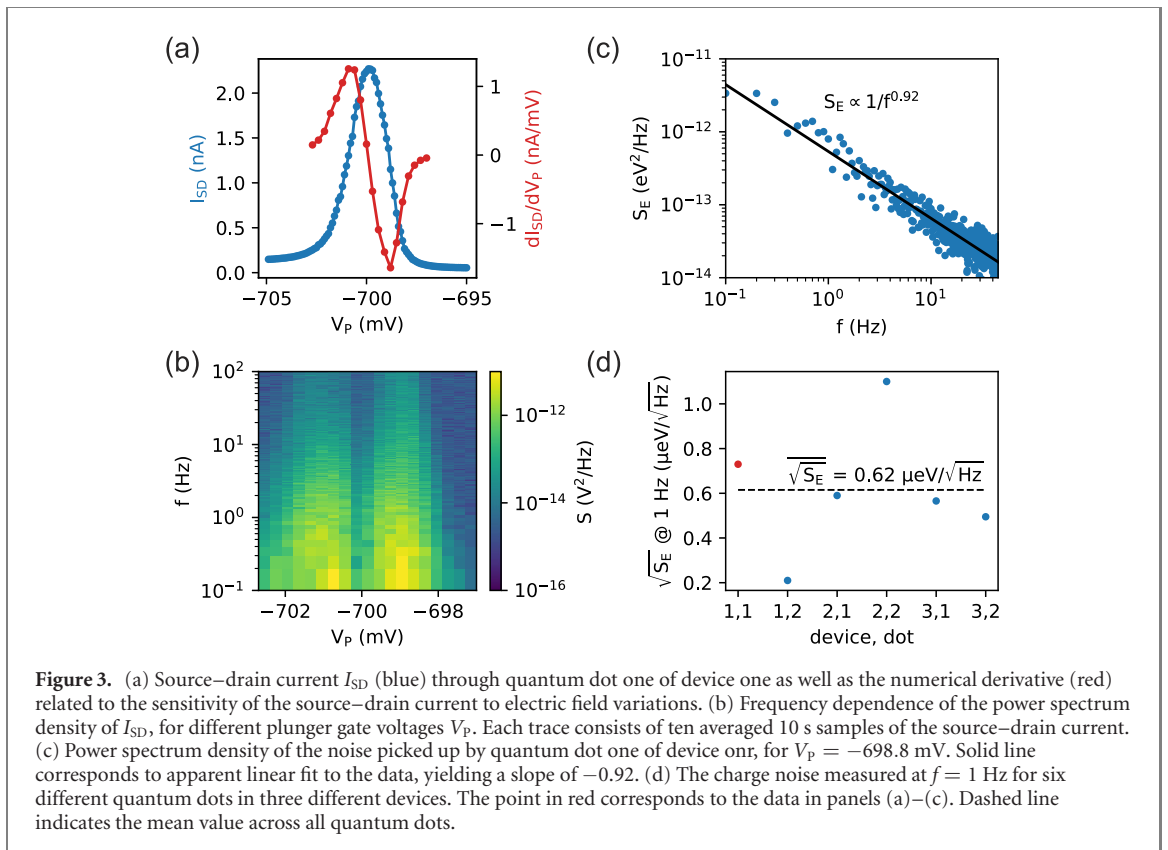 (a)
2.0
1.5
1.0
0.5
0.0
I_SD (nA)
1
0
−1
dI_SD/dV_P (nA/mV)
−705
−700
−695
V_P (mV)
(c)
10^−11
10^−12
10^−13
10^−14
S_E (eV^2/Hz)
S_E ∝ 1/f^0.92
10^−1
10^0
10^1
f (Hz)
(b)
10^2
10^1
10^0
10^−1
f (Hz)
−702
−700
−698
V_P (mV)
10^−12
10^−14
10^−16
S (V^2/Hz)
(d)
1.0
0.8
0.6
0.4
0.2
√S_E @ 1 Hz (µeV/√Hz)
√S_E = 0.62 µeV/√Hz
1,1
1,2
2,1
2,2
3,1
3,2
device, dot
Figure 3. (a) Source–drain current I_SD (blue) through quantum dot one of device one as well as the numerical derivative (red)
related to the sensitivity of the source–drain current to electric field variations. (b) Frequency dependence of the power spectrum
density of I_SD, for different plunger gate voltages V_P. Each trace consists of ten averaged 10 s samples of the source–drain current.
(c) Power spectrum density of the noise picked up by quantum dot one of device onr, for V_P = −698.8 mV. Solid line
corresponds to apparent linear fit to the data, yielding a slope of −0.92. (d) The charge noise measured at f = 1 Hz for six
different quantum dots in three different devices. The point in red corresponds to the data in panels (a)–(c). Dashed line
indicates the mean value across all quantum dots.